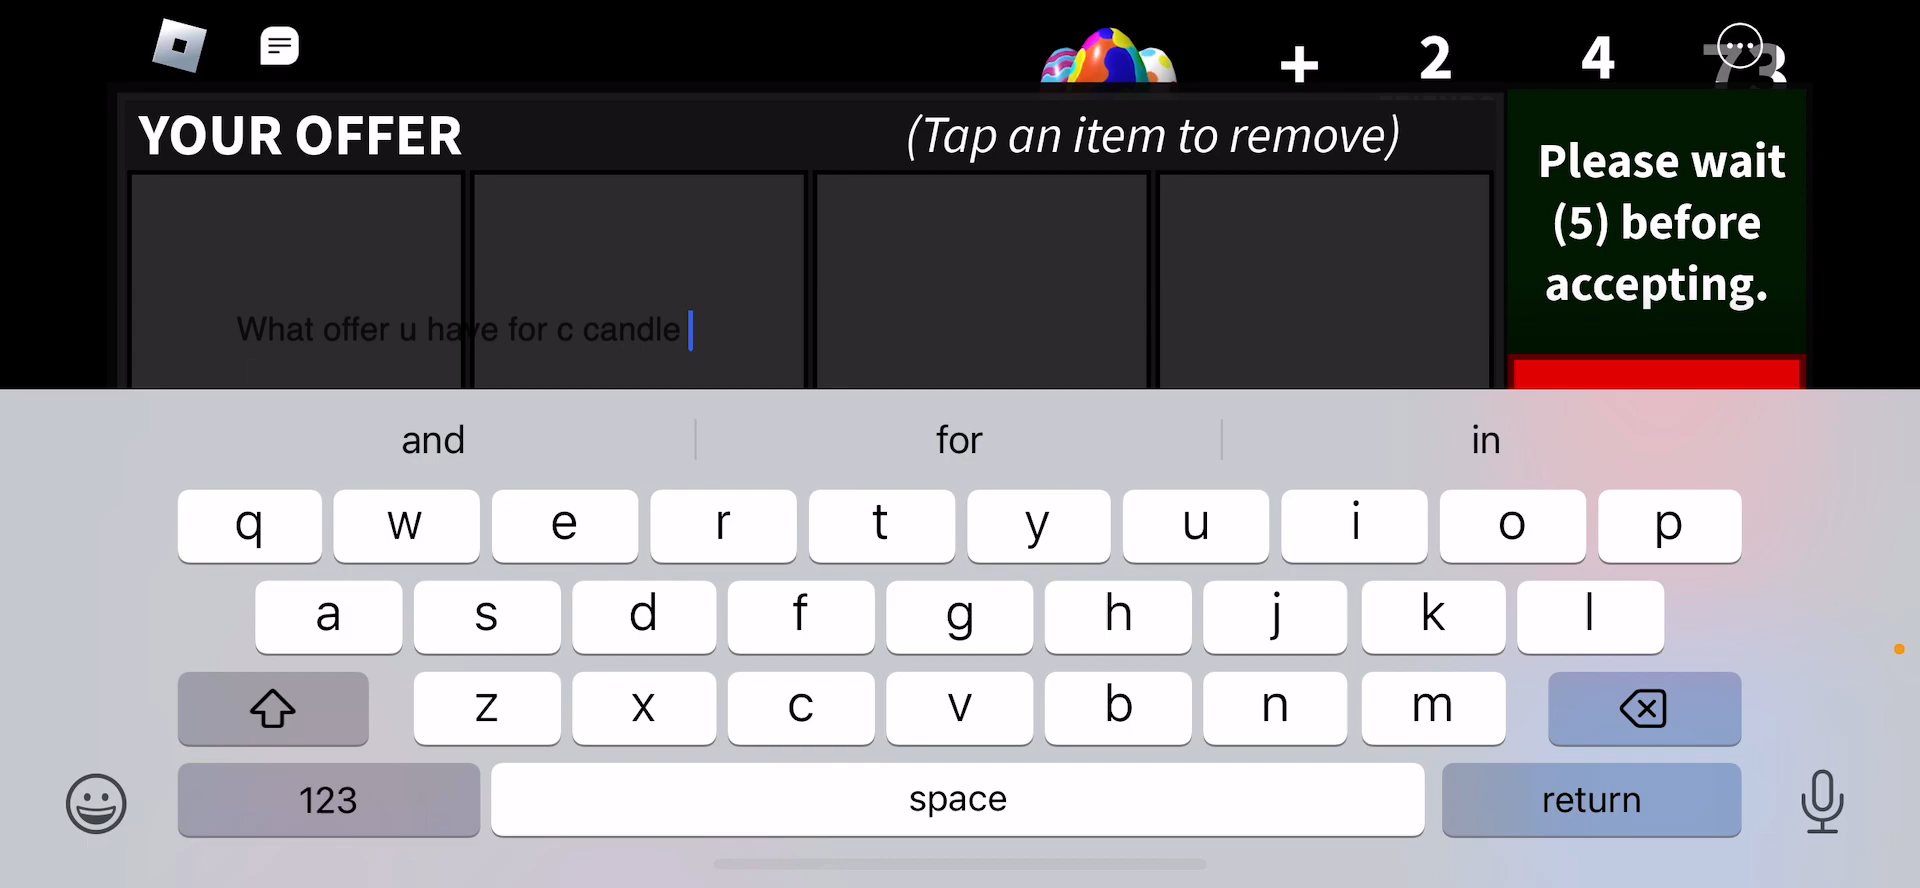 + 2 4 73
YOUR OFFER (Tap an item to remove)
Please wait
(5) before
accepting.
What offer u have for c candle
and for in
q w e r t y u i o p
a s d f g h j k l
z x c v b n m
123 space return